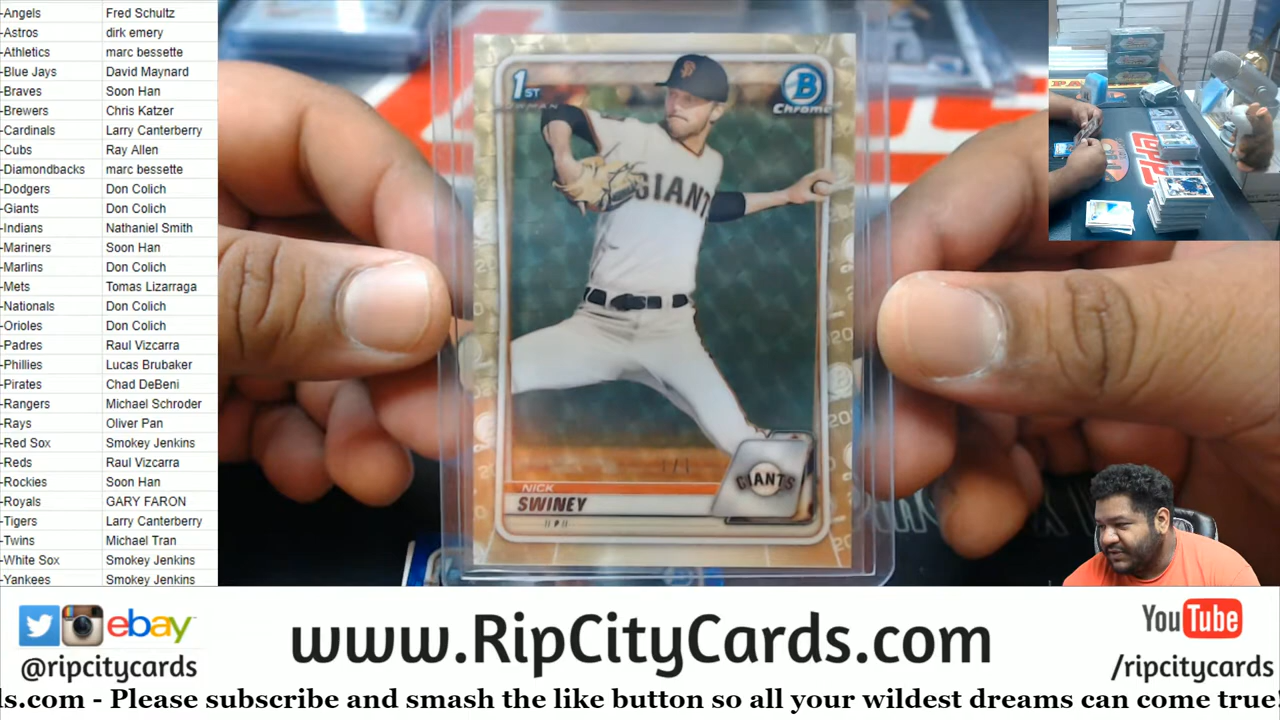 -Angels Fred Schultz
-Astros dirk emery
-Athletics marc bessette
-Blue Jays David Maynard
-Braves Soon Han
-Brewers Chris Katzer
-Cardinals Larry Canterberry
-Cubs Ray Allen
-Diamondbacks marc bessette
-Dodgers Don Colich
-Giants Don Colich
-Indians Nathaniel Smith
-Mariners Soon Han
-Marlins Don Colich
-Mets Tomas Lizarraga
-Nationals Don Colich
-Orioles Don Colich
-Padres Raul Vizcarra
-Phillies Lucas Brubaker
-Pirates Chad DeBeni
-Rangers Michael Schroder
-Rays Oliver Pan
-Red Sox Smokey Jenkins
-Reds Raul Vizcarra
-Rockies Soon Han
-Royals GARY FARON
-Tigers Larry Canterberry
-Twins Michael Tran
-White Sox Smokey Jenkins
-Yankees Smokey Jenkins
1ST
BOWMAN
B
Chrome
SF
GIANT
1/1
GIANTS
NICK
SWINEY
P
ebay
@ripcitycards
www.RipCityCards.com
YouTube
/ripcitycards
ds.com - Please subscribe and smash the like button so all your wildest dreams can come true!